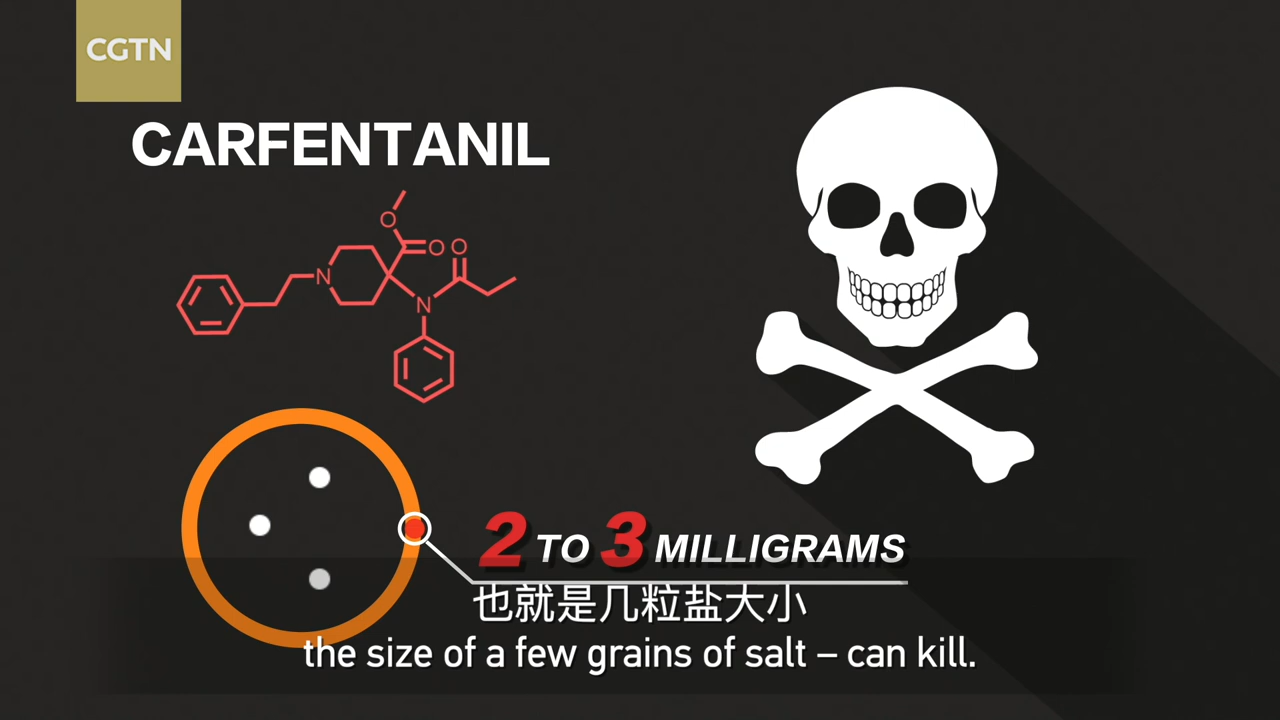 CGTN
CARFENTANIL
O
O O
N
N
2 TO 3 MILLIGRAMS
也就是几粒盐大小
the size of a few grains of salt – can kill.